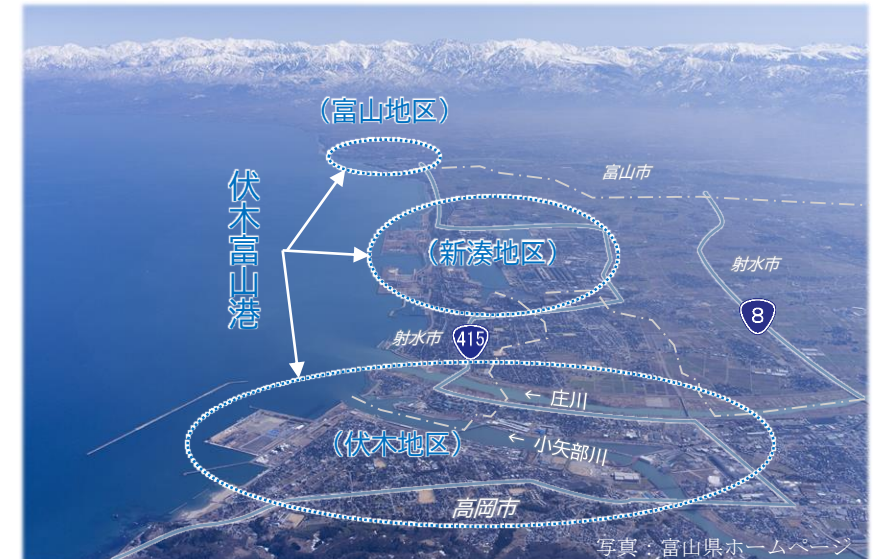 （富山地区）
富山市
伏木富山港
（新湊地区）
射水市
8
射水市
415
← 庄川
（伏木地区）
← 小矢部川
高岡市
写真：富山県ホームページ